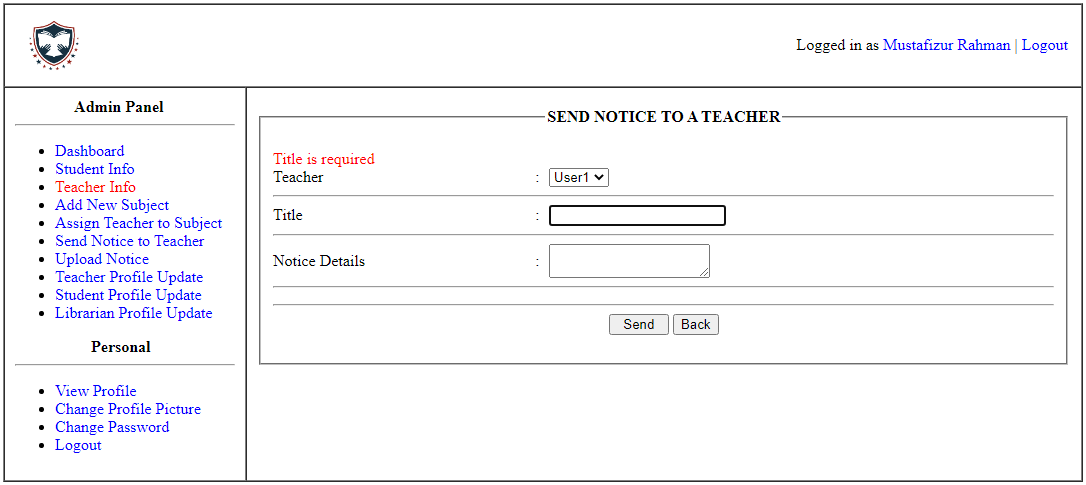 Logged in as Mustafizur Rahman | Logout
Admin Panel
Dashboard
Student Info
Teacher Info
Add New Subject
Assign Teacher to Subject
Send Notice to Teacher
Upload Notice
Teacher Profile Update
Student Profile Update
Librarian Profile Update
Personal
View Profile
Change Profile Picture
Change Password
Logout
SEND NOTICE TO A TEACHER
Title is required
Teacher : User1
Title :
Notice Details :
Send Back